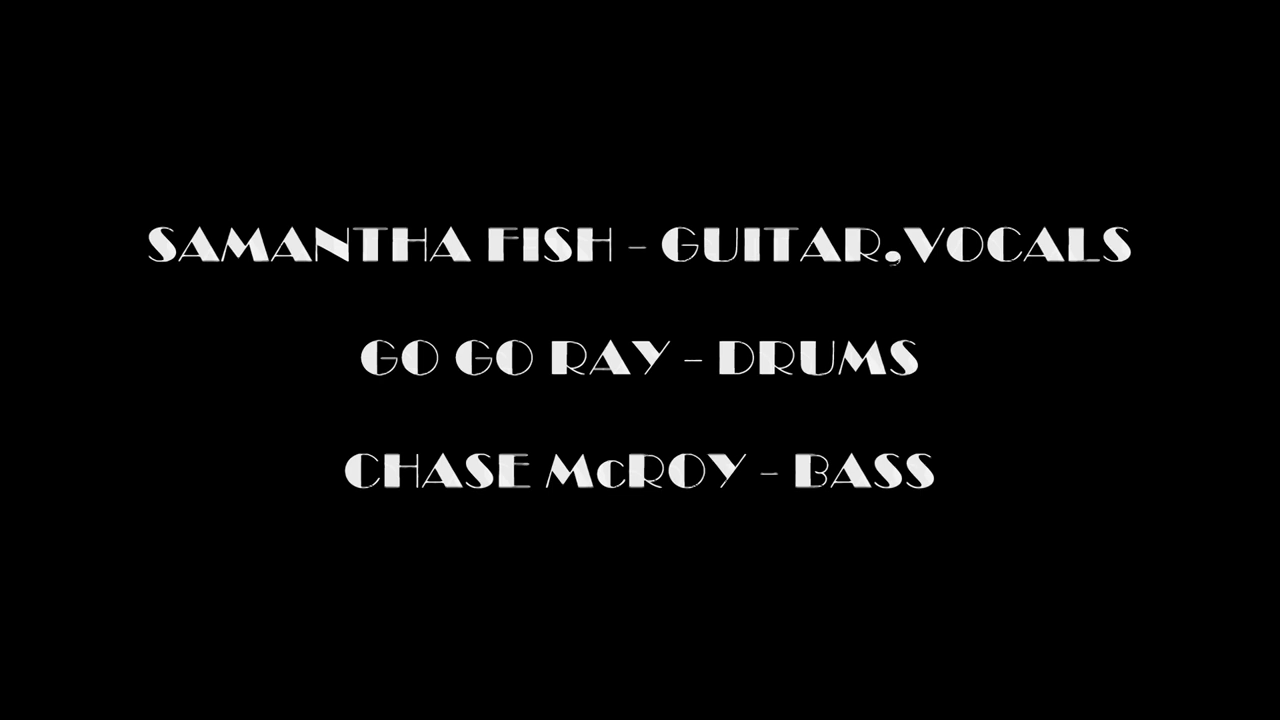 SAMANTHA FISH - GUITAR,VOCALS
GO GO RAY - DRUMS
CHASE McROY - BASS